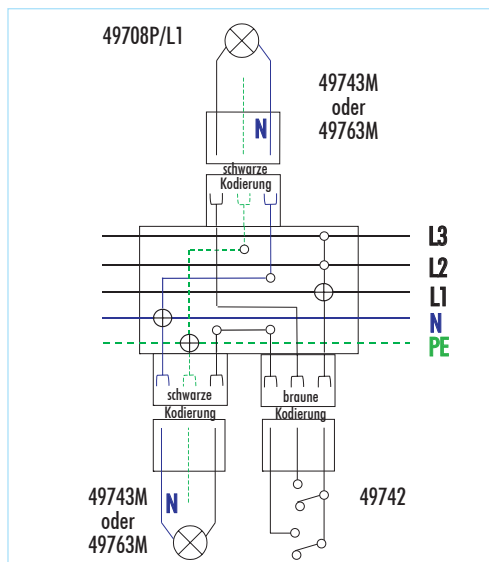 49708P/L1
49743M
oder
49763M
N
schwarze
Kodierung
L3
L2
L1
N
PE
schwarze
Kodierung
braune
Kodierung
49743M
oder
49763M
N
49742